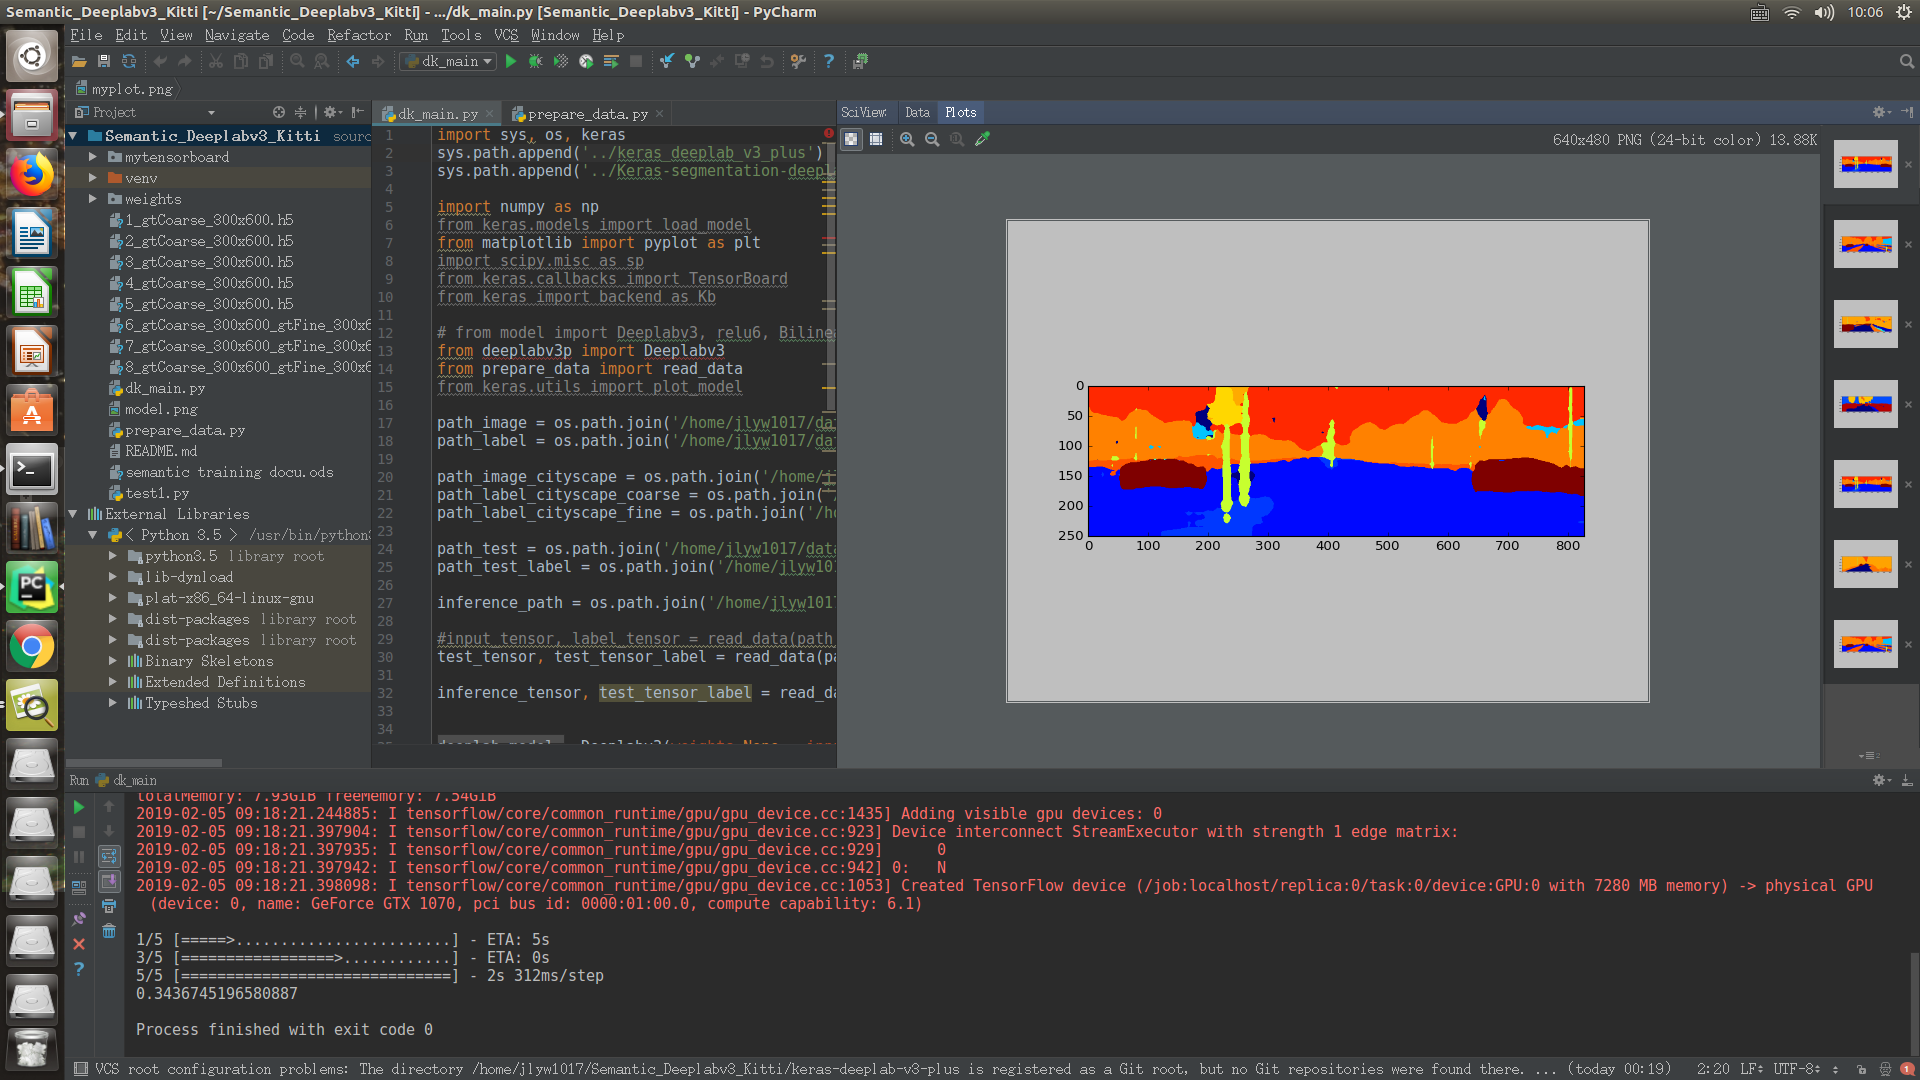 Semantic_Deeplabv3_Kitti [~/Semantic_Deeplabv3_Kitti] - .../dk_main.py [Semantic_Deeplabv3_Kitti] - PyCharm
10:06
File Edit View Navigate Code Refactor Run Tools VCS Window Help
dk_main
myplot.png
Project
Semantic_Deeplabv3_Kitti sourc
mytensorboard
venv
weights
1_gtCoarse_300x600.h5
2_gtCoarse_300x600.h5
3_gtCoarse_300x600.h5
4_gtCoarse_300x600.h5
5_gtCoarse_300x600.h5
6_gtCoarse_300x600_gtFine_300x6
7_gtCoarse_300x600_gtFine_300x6
8_gtCoarse_300x600_gtFine_300x6
dk_main.py
model.png
prepare_data.py
README.md
semantic training docu.ods
test1.py
External Libraries
< Python 3.5 > /usr/bin/python3
python3.5 library root
lib-dynload
plat-x86_64-linux-gnu
dist-packages library root
dist-packages library root
Binary Skeletons
Extended Definitions
Typeshed Stubs
dk_main.py
prepare_data.py
1 import sys, os, keras
2 sys.path.append('../keras_deeplab_v3_plus')
3 sys.path.append('../Keras-segmentation-deepl
4
5 import numpy as np
6 from keras.models import load_model
7 from matplotlib import pyplot as plt
8 import scipy.misc as sp
9 from keras.callbacks import TensorBoard
10 from keras import backend as Kb
11
12 # from model import Deeplabv3, relu6, Biline
13 from deeplabv3p import Deeplabv3
14 from prepare_data import read_data
15 from keras.utils import plot_model
16
17 path_image = os.path.join('/home/jlyw1017/dat
18 path_label = os.path.join('/home/jlyw1017/dat
19
20 path_image_cityscape = os.path.join('/home/jl
21 path_label_cityscape_coarse = os.path.join('/
22 path_label_cityscape_fine = os.path.join('/ho
23
24 path_test = os.path.join('/home/jlyw1017/data
25 path_test_label = os.path.join('/home/jlyw101
26
27 inference_path = os.path.join('/home/jlyw1017
28
29 #input_tensor, label_tensor = read_data(path_
30 test_tensor, test_tensor_label = read_data(pa
31
32 inference_tensor, test_tensor_label = read_da
33
34
SciView: Data Plots
640x480 PNG (24-bit color) 13.88K
0
50
100
150
200
250
0 100 200 300 400 500 600 700 800
Run dk_main
totalMemory: 7.93GiB freeMemory: 7.54GiB
2019-02-05 09:18:21.244885: I tensorflow/core/common_runtime/gpu/gpu_device.cc:1435] Adding visible gpu devices: 0
2019-02-05 09:18:21.397904: I tensorflow/core/common_runtime/gpu/gpu_device.cc:923] Device interconnect StreamExecutor with strength 1 edge matrix:
2019-02-05 09:18:21.397935: I tensorflow/core/common_runtime/gpu/gpu_device.cc:929] 0
2019-02-05 09:18:21.397942: I tensorflow/core/common_runtime/gpu/gpu_device.cc:942] 0: N
2019-02-05 09:18:21.398098: I tensorflow/core/common_runtime/gpu/gpu_device.cc:1053] Created TensorFlow device (/job:localhost/replica:0/task:0/device:GPU:0 with 7280 MB memory) -> physical GPU
(device: 0, name: GeForce GTX 1070, pci bus id: 0000:01:00.0, compute capability: 6.1)
1/5 [=====>........................] - ETA: 5s
3/5 [=================>............] - ETA: 0s
5/5 [==============================] - 2s 312ms/step
0.3436745196580887
Process finished with exit code 0
VCS root configuration problems: The directory /home/jlyw1017/Semantic_Deeplabv3_Kitti/keras-deeplab-v3-plus is registered as a Git root, but no Git repositories were found there. ... (today 00:19)
2:20 LF UTF-8
1